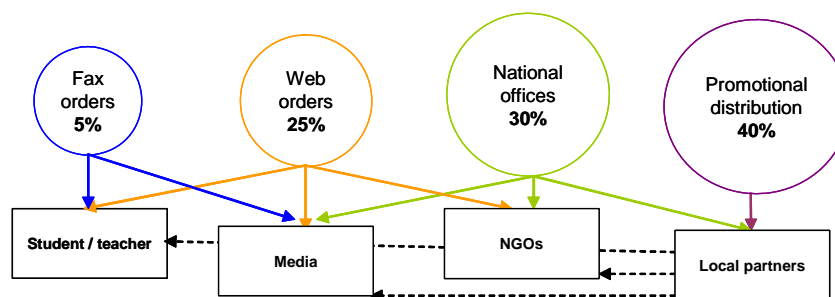 Fax
orders
5%
Web
orders
25%
National
offices
30%
Promotional
distribution
40%
Student / teacher
Media
NGOs
Local partners